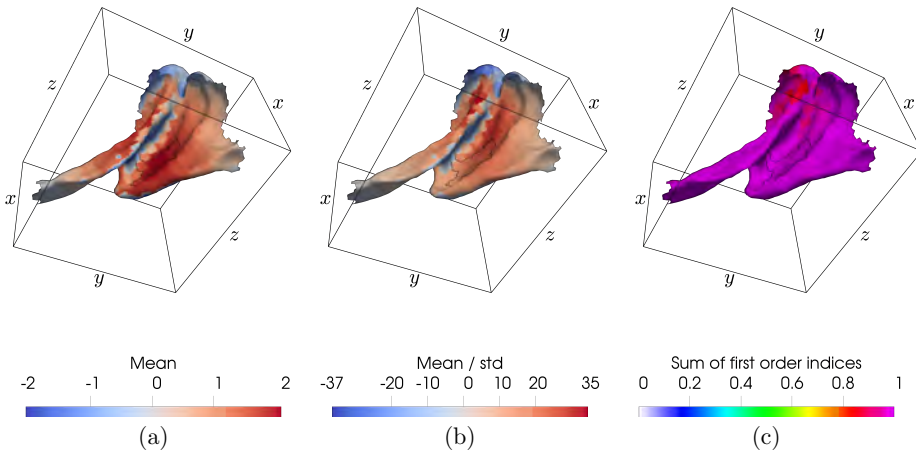 y y y
z z z
x x x
x x x
z z z
y y y
Mean Mean / std Sum of first order indices
-2 -1 0 1 2 -37 -20 -10 0 10 20 35 0 0.2 0.4 0.6 0.8 1
(a) (b) (c)